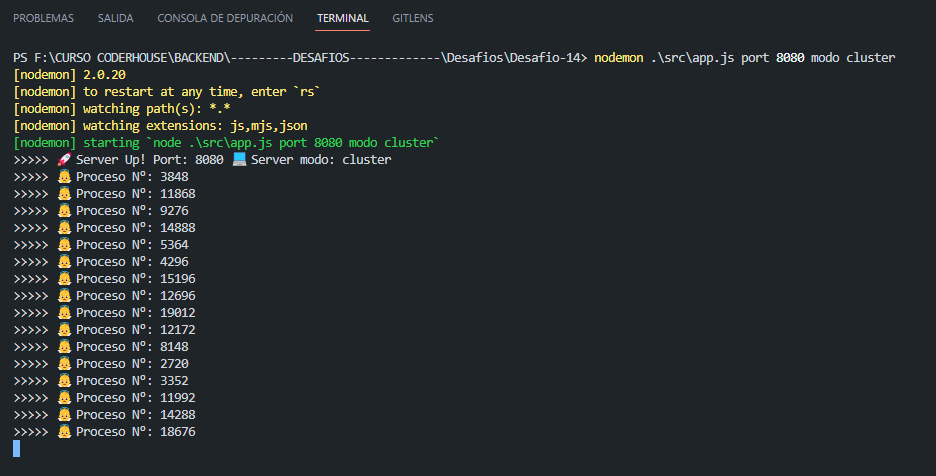 PROBLEMAS SALIDA CONSOLA DE DEPURACIÓN TERMINAL GITLENS
PS F:\CURSO CODERHOUSE\BACKEND\---------DESAFIOS-------------\Desafios\Desafio-14> nodemon .\src\app.js port 8080 modo cluster
[nodemon] 2.0.20
[nodemon] to restart at any time, enter `rs`
[nodemon] watching path(s): *.*
[nodemon] watching extensions: js,mjs,json
[nodemon] starting `node .\src\app.js port 8080 modo cluster`
>>>>> 🚀 Server Up! Port: 8080 💻 Server modo: cluster
>>>>> 👷 Proceso Nº: 3848
>>>>> 👷 Proceso Nº: 11868
>>>>> 👷 Proceso Nº: 9276
>>>>> 👷 Proceso Nº: 14888
>>>>> 👷 Proceso Nº: 5364
>>>>> 👷 Proceso Nº: 4296
>>>>> 👷 Proceso Nº: 15196
>>>>> 👷 Proceso Nº: 12696
>>>>> 👷 Proceso Nº: 19012
>>>>> 👷 Proceso Nº: 12172
>>>>> 👷 Proceso Nº: 8148
>>>>> 👷 Proceso Nº: 2720
>>>>> 👷 Proceso Nº: 3352
>>>>> 👷 Proceso Nº: 11992
>>>>> 👷 Proceso Nº: 14288
>>>>> 👷 Proceso Nº: 18676